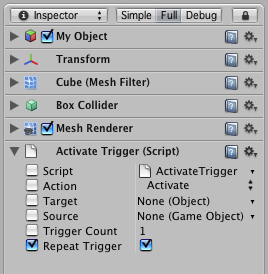 Inspector Simple Full Debug
My Object
Transform
Cube (Mesh Filter)
Box Collider
Mesh Renderer
Activate Trigger (Script)
Script ActivateTrigger
Action Activate
Target None (Object)
Source None (Game Object)
Trigger Count 1
Repeat Trigger